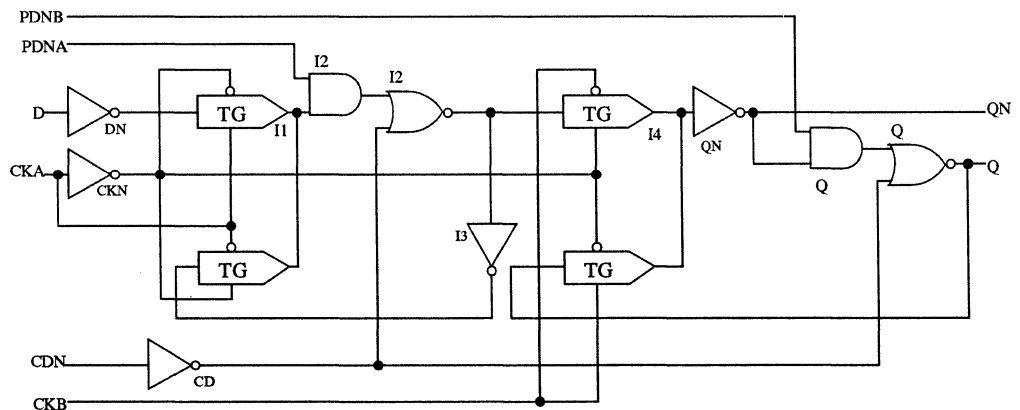 PDNB
PDNA
I2
I2
D
DN
TG
I1
TG
I4
QN
QN
Q
Q
Q
CKA
CKN
I3
TG
TG
CDN
CD
CKB